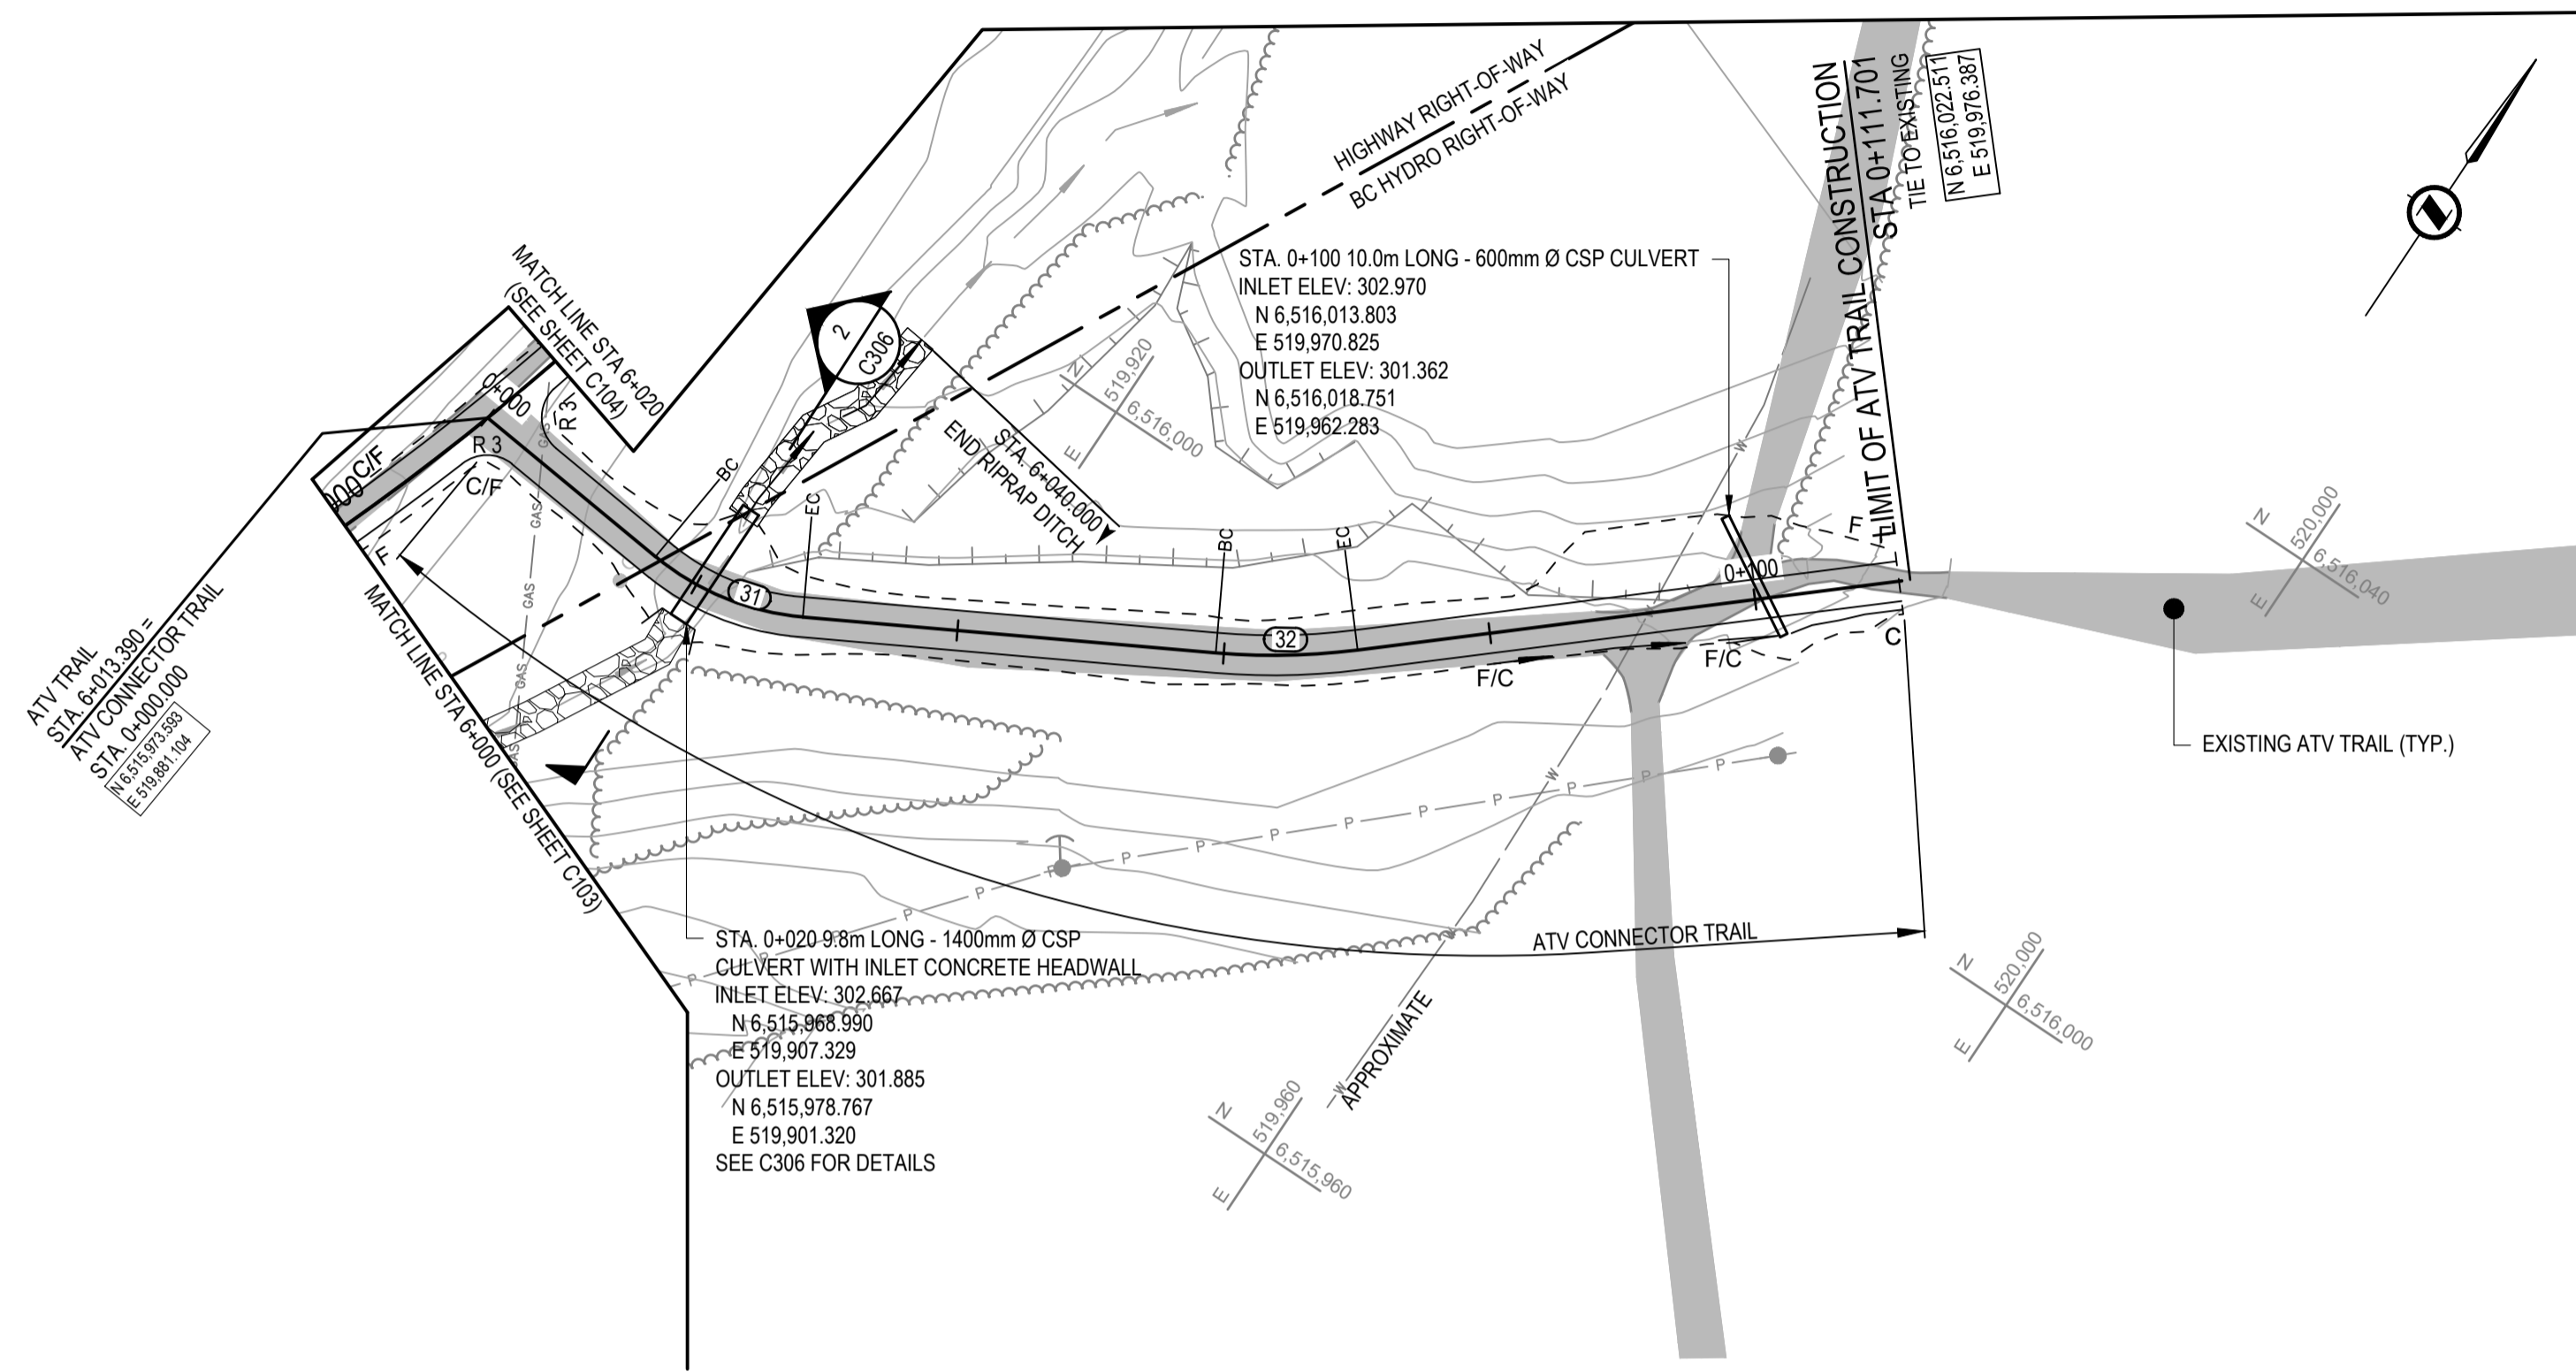 HIGHWAY RIGHT-OF-WAY
BC HYDRO RIGHT-OF-WAY
LIMIT OF ATV TRAIL CONSTRUCTION
STA 0+111.701
TIE TO EXISTING
N 6,516,022.511
E 519,976.387
MATCH LINE STA 6+020
(SEE SHEET C104)
STA. 0+100 10.0m LONG - 600mm Ø CSP CULVERT
INLET ELEV: 302.970
N 6,516,013.803
E 519,970.825
OUTLET ELEV: 301.362
N 6,516,018.751
E 519,962.283
2
C306
N
519,920
6,516,000
E
STA. 6+040.000
END RIPRAP DITCH
0+000
R 3
R 3
C/F
C/F
000
F
GAS
GAS
GAS
GAS
GAS
BC
EC
31
BC
EC
32
0+100
F
F/C
F/C
C
W
W
W
W
W
N
520,000
6,516,040
E
ATV TRAIL
STA. 6+013.390 =
ATV CONNECTOR TRAIL
STA. 0+000.000
N 6,515,973.593
E 519,881.104
MATCH LINE STA 6+000 (SEE SHEET C103)
EXISTING ATV TRAIL (TYP.)
P
P
P
P
P
P
P
P
P
P
P
P
P
ATV CONNECTOR TRAIL
STA. 0+020 9.8m LONG - 1400mm Ø CSP
CULVERT WITH INLET CONCRETE HEADWALL
INLET ELEV: 302.667
N 6,515,968.990
E 519,907.329
OUTLET ELEV: 301.885
N 6,515,978.767
E 519,901.320
SEE C306 FOR DETAILS
APPROXIMATE
N
520,000
6,516,000
E
N
519,960
6,515,960
E